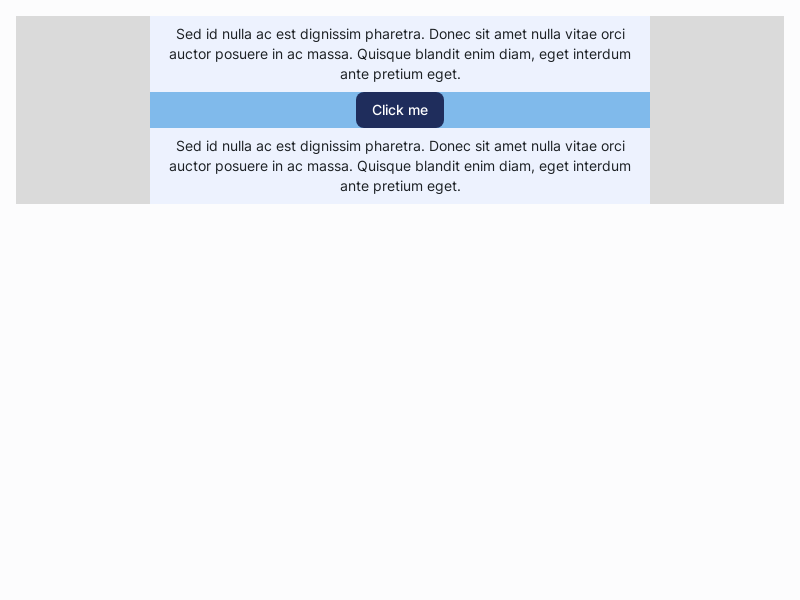 Sed id nulla ac est dignissim pharetra. Donec sit amet nulla vitae orci
auctor posuere in ac massa. Quisque blandit enim diam, eget interdum
ante pretium eget.
Click me
Sed id nulla ac est dignissim pharetra. Donec sit amet nulla vitae orci
auctor posuere in ac massa. Quisque blandit enim diam, eget interdum
ante pretium eget.